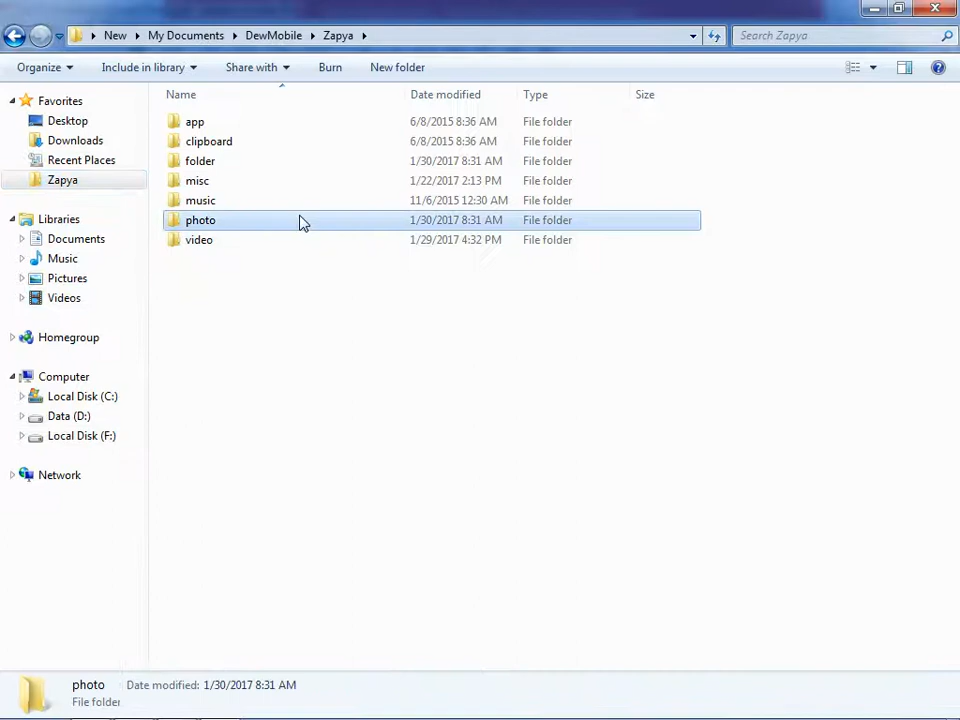 New My Documents DewMobile Zapya Search Zapya
Organize Include in library Share with Burn New folder
Name Date modified Type Size
Favorites
Desktop
Downloads
Recent Places
Zapya
Libraries
Documents
Music
Pictures
Videos
Homegroup
Computer
Local Disk (C:)
Data (D:)
Local Disk (F:)
Network
app 6/8/2015 8:36 AM File folder
clipboard 6/8/2015 8:36 AM File folder
folder 1/30/2017 8:31 AM File folder
misc 1/22/2017 2:13 PM File folder
music 11/6/2015 12:30 AM File folder
photo 1/30/2017 8:31 AM File folder
video 1/29/2017 4:32 PM File folder
photo Date modified: 1/30/2017 8:31 AM
File folder